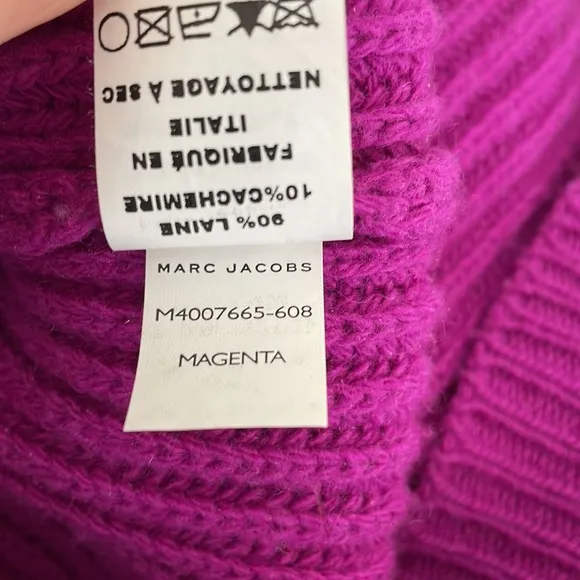 90% LAINE
10%CACHEMIRE
FABRIQUÉ EN
ITALIE
NETTOYAGE À SEC
MARC JACOBS
M4007665-608
MAGENTA